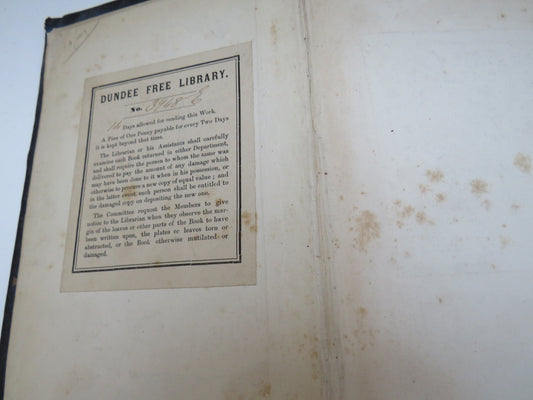 DUNDEE FREE LIBRARY.
No. 3968 E
14 Days allowed for reading this Work.
A Fine of One Penny payable for every Two Days
it is kept beyond that time.
The Librarian or his Assistants shall carefully
examine each Book returned in either Department,
and shall require the person to whom the same was
delivered to pay the amount of any damage which
may have been done to it when in his possession, or
otherwise to procure a new copy of equal value; and
in the latter event such person shall be entitled to
the damaged copy on depositing the new one.
The Committee request the Members to give
notice to the Librarian when they observe the mar-
gin of the leaves or other parts of the Book to have
been written upon, the plates or leaves torn or
abstracted, or the Book otherwise mutilated or
damaged.